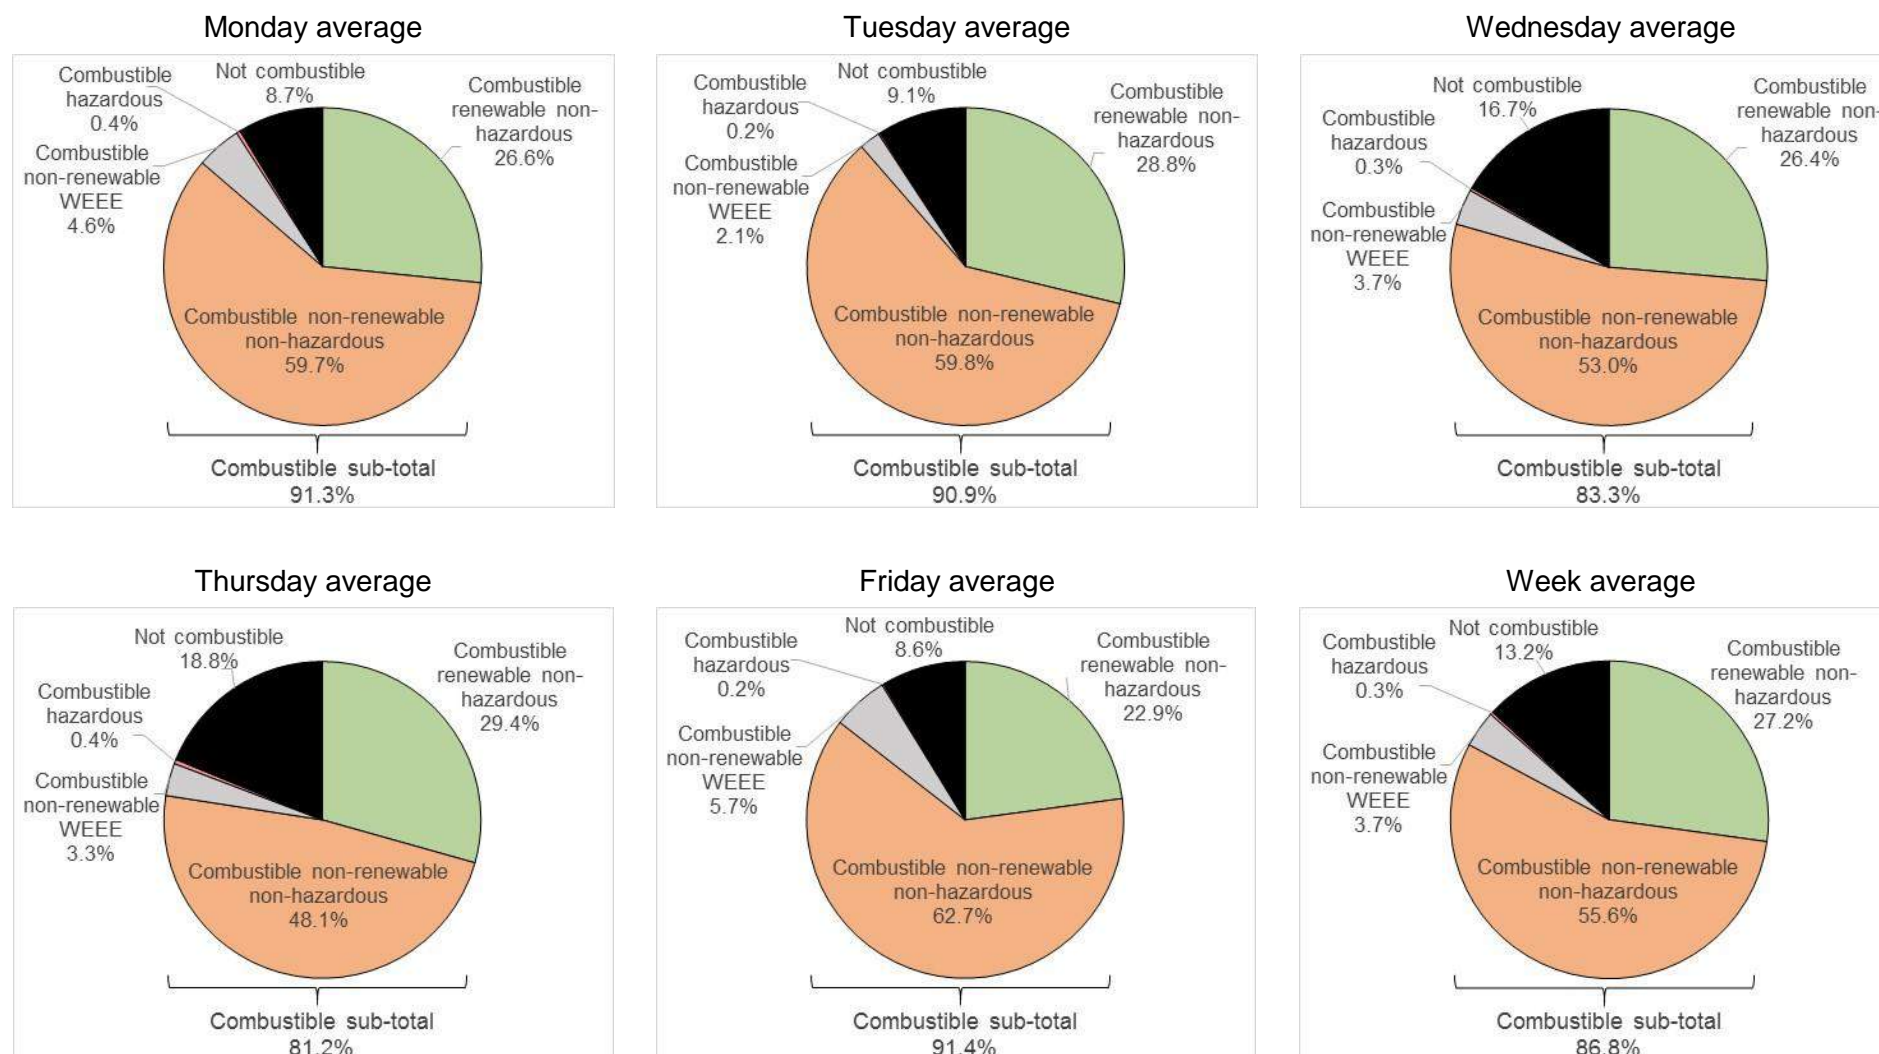 Monday average
Combustible
hazardous
0.4%
Not combustible
8.7%
Combustible
renewable non-
hazardous
26.6%
Combustible
non-renewable
WEEE
4.6%
Combustible non-renewable
non-hazardous
59.7%
Combustible sub-total
91.3%
Tuesday average
Combustible
hazardous
0.2%
Not combustible
9.1%
Combustible
renewable non-
hazardous
28.8%
Combustible
non-renewable
WEEE
2.1%
Combustible non-renewable
non-hazardous
59.8%
Combustible sub-total
90.9%
Wednesday average
Not combustible
16.7%
Combustible
renewable non-
hazardous
26.4%
Combustible
hazardous
0.3%
Combustible
non-renewable
WEEE
3.7%
Combustible non-renewable
non-hazardous
53.0%
Combustible sub-total
83.3%
Thursday average
Not combustible
18.8%
Combustible
renewable non-
hazardous
29.4%
Combustible
hazardous
0.4%
Combustible
non-renewable
WEEE
3.3%
Combustible non-renewable
non-hazardous
48.1%
Combustible sub-total
81.2%
Friday average
Combustible
hazardous
0.2%
Not combustible
8.6%
Combustible
renewable non-
hazardous
22.9%
Combustible
non-renewable
WEEE
5.7%
Combustible non-renewable
non-hazardous
62.7%
Combustible sub-total
91.4%
Week average
Combustible
hazardous
0.3%
Not combustible
13.2%
Combustible
renewable non-
hazardous
27.2%
Combustible
non-renewable
WEEE
3.7%
Combustible non-renewable
non-hazardous
55.6%
Combustible sub-total
86.8%